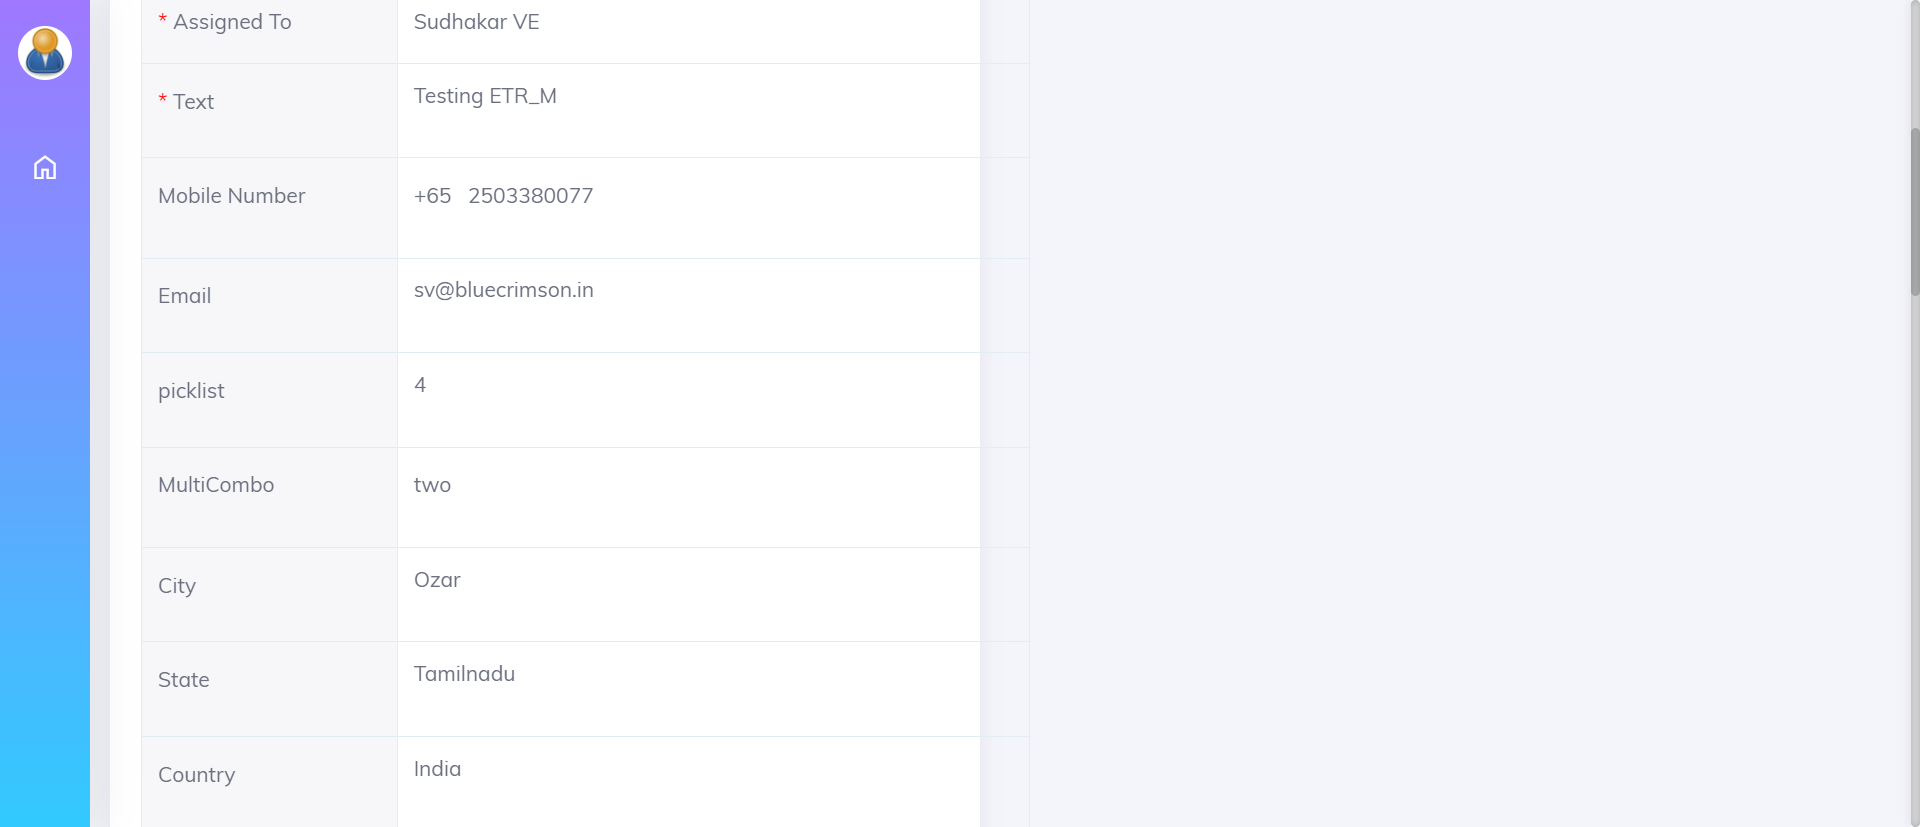 * Assigned To Sudhakar VE
* Text Testing ETR_M
Mobile Number +65 2503380077
Email sv@bluecrimson.in
picklist 4
MultiCombo two
City Ozar
State Tamilnadu
Country India